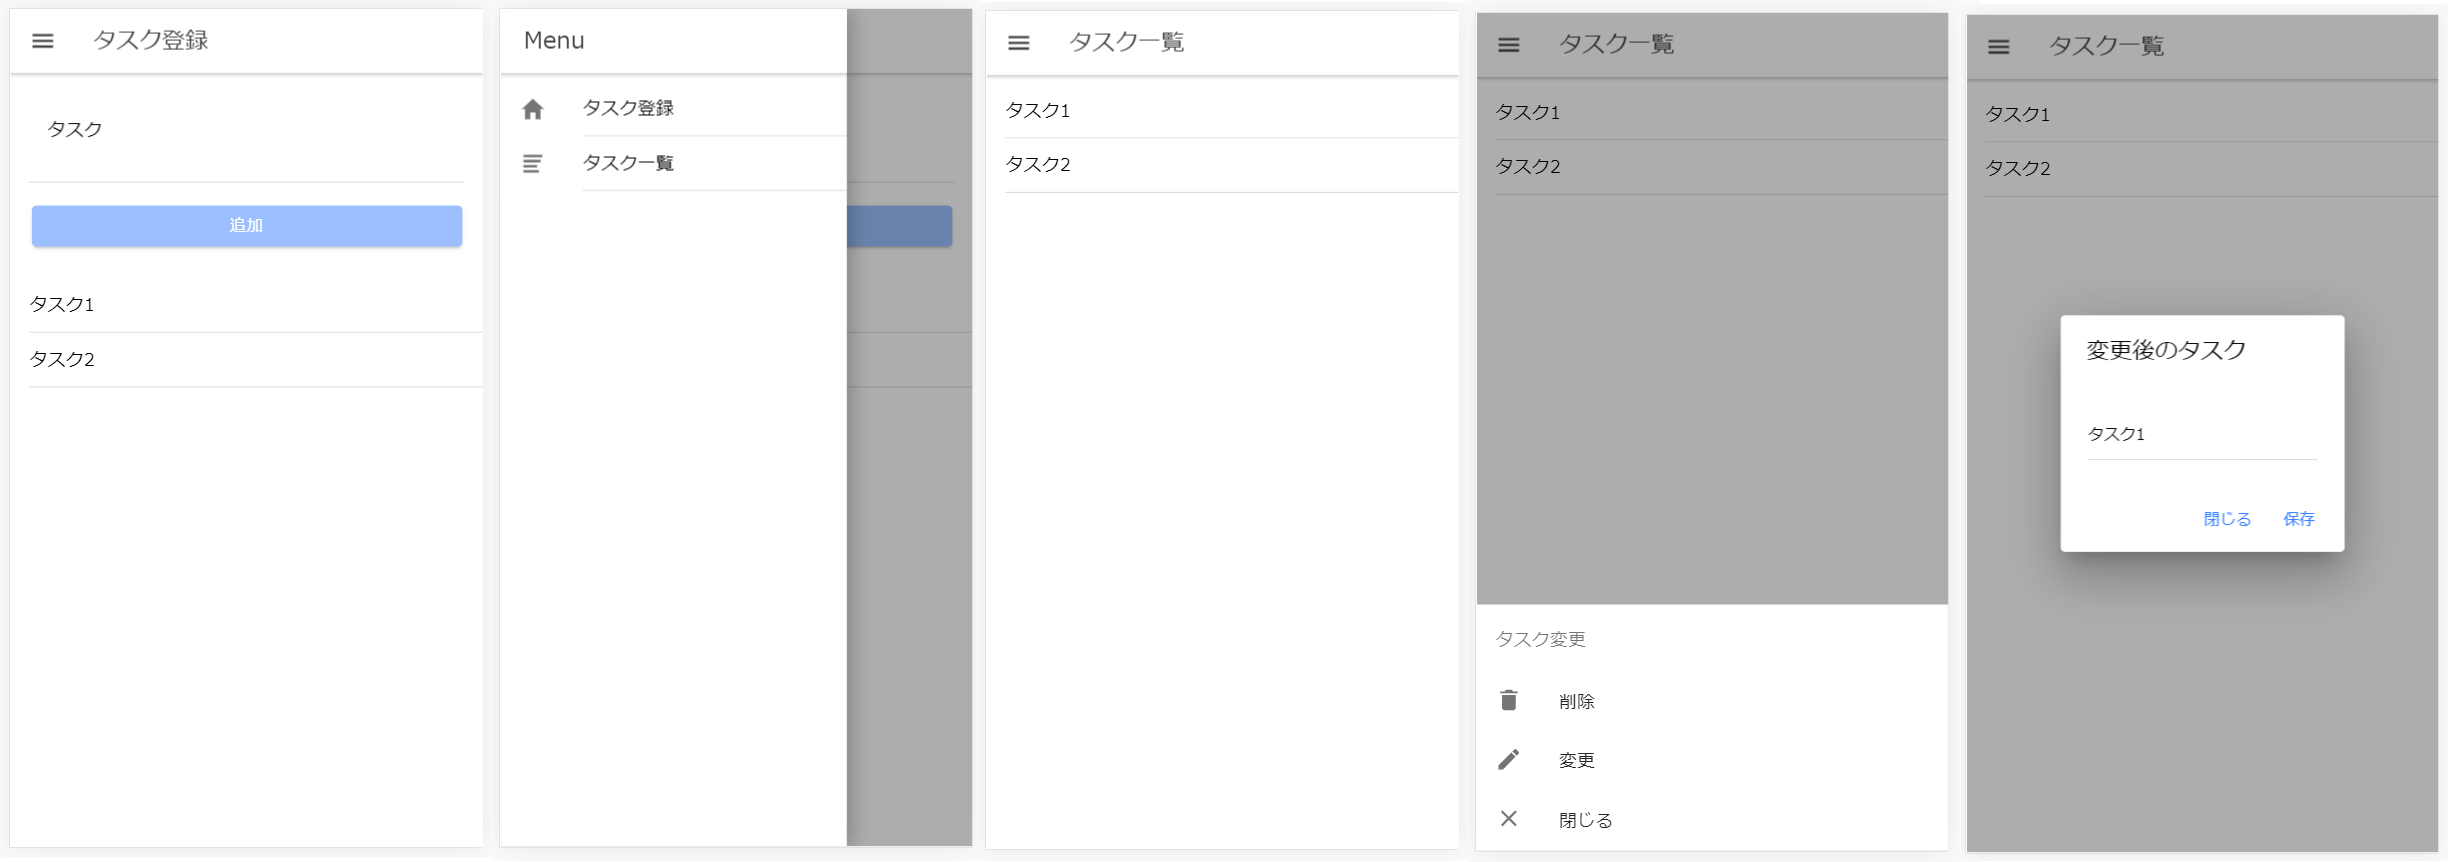 タスク登録
タスク
追加
タスク1
タスク2
Menu
タスク登録
タスク一覧
タスク一覧
タスク1
タスク2
タスク一覧
タスク1
タスク2
タスク変更
削除
変更
閉じる
タスク一覧
タスク1
タスク2
変更後のタスク
タスク1
閉じる 保存